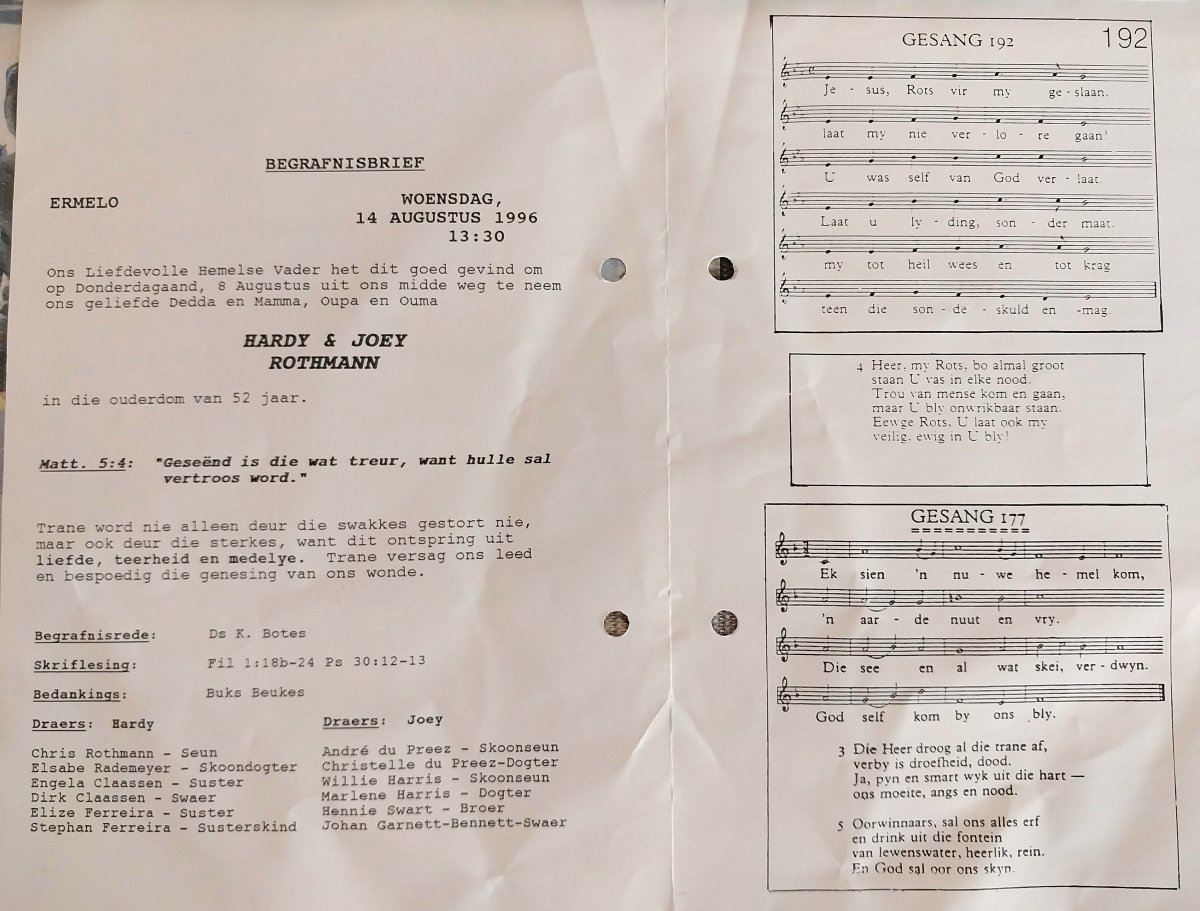 BEGRAFNISBRIEF
ERMELO
WOENSDAG,
14 AUGUSTUS 1996
13:30
Ons Liefdevolle Hemelse Vader het dit goed gevind om
op Donderdagaand, 8 Augustus uit ons midde weg te neem
ons geliefde Dedda en Mamma, Oupa en Ouma
HARDY & JOEY
ROTHMANN
in die ouderdom van 52 jaar.
Matt. 5:4: "Geseënd is die wat treur, want hulle sal
vertroos word."
Trane word nie alleen deur die swakkes gestort nie,
maar ook deur die sterkes, want dit ontspring uit
liefde, teerheid en medelye. Trane versag ons leed
en bespoedig die genesing van ons wonde.
Begrafnisrede: Ds K. Botes
Skriflesing: Fil 1:18b-24 Ps 30:12-13
Bedankings: Buks Beukes
Draers: Hardy
Chris Rothmann - Seun
Elsabe Rademeyer - Skoondogter
Engela Claassen - Suster
Dirk Claassen - Swaer
Elize Ferreira - Suster
Stephan Ferreira - Susterskind
Draers: Joey
André du Preez - Skoonseun
Christelle du Preez-Dogter
Willie Harris - Skoonseun
Marlene Harris - Dogter
Hennie Swart - Broer
Johan Garnett-Bennett-Swaer
GESANG 192 192
Je - sus, Rots vir my ge - slaan.
laat my nie ver - lo - re gaan!
U was self van God ver - laat.
Laat u ly - ding, son - der maat.
my tot heil wees en tot krag
teen die son - de - skuld en -mag.
4 Heer, my Rots, bo almal groot
staan U vas in elke nood.
Trou van mense kom en gaan,
maar U bly onwrikbaar staan.
Eewge Rots, U laat ook my
veilig, ewig in U bly!
GESANG 177
Ek sien 'n nu - we he - mel kom,
'n aar - de nuut en vry.
Die see en al wat skei, ver - dwyn.
God self kom by ons bly.
3 Die Heer droog al die trane af,
verby is droefheid, dood.
Ja, pyn en smart wyk uit die hart —
ons moeite, angs en nood.
5 Oorwinnaars, sal ons alles erf
en drink uit die fontein
van lewenswater, heerlik, rein.
En God sal oor ons skyn.